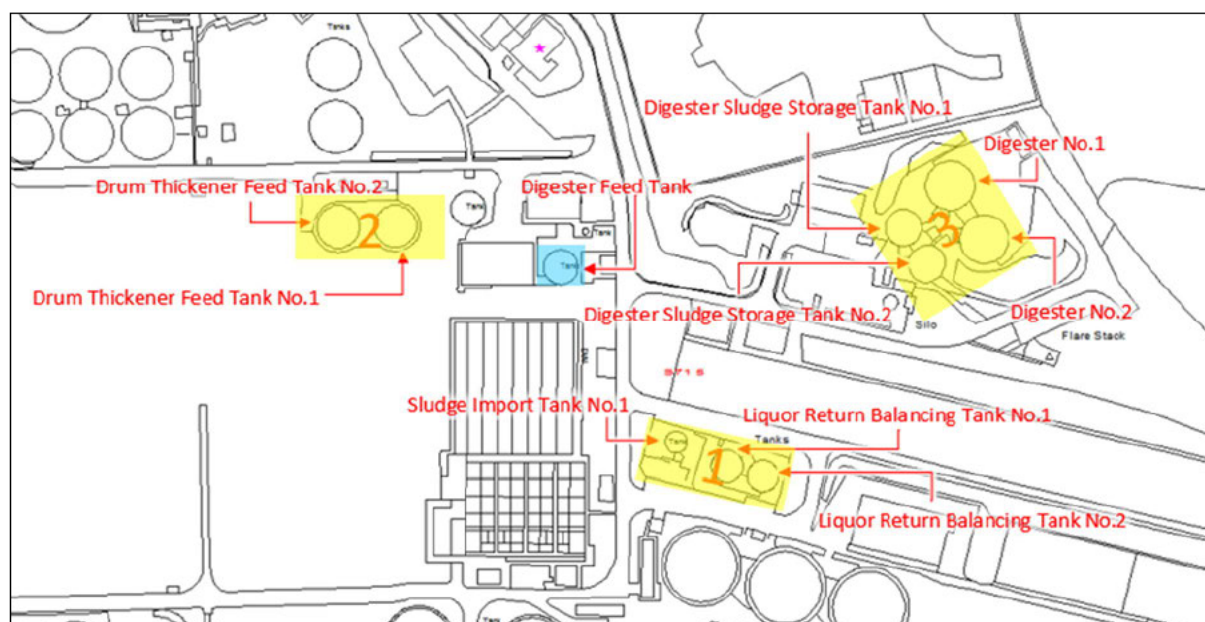 Tanks
Digester Sludge Storage Tank No.1
Digester No.1
Drum Thickener Feed Tank No.2
Digester Feed Tank
Tank
Tank
2
3
Tank
Drum Thickener Feed Tank No.1
Digester Sludge Storage Tank No.2
Digester No.2
Silo
Flare Stack
Sludge Import Tank No.1
Liquor Return Balancing Tank No.1
Tank
Tanks
1
Liquor Return Balancing Tank No.2
Tank